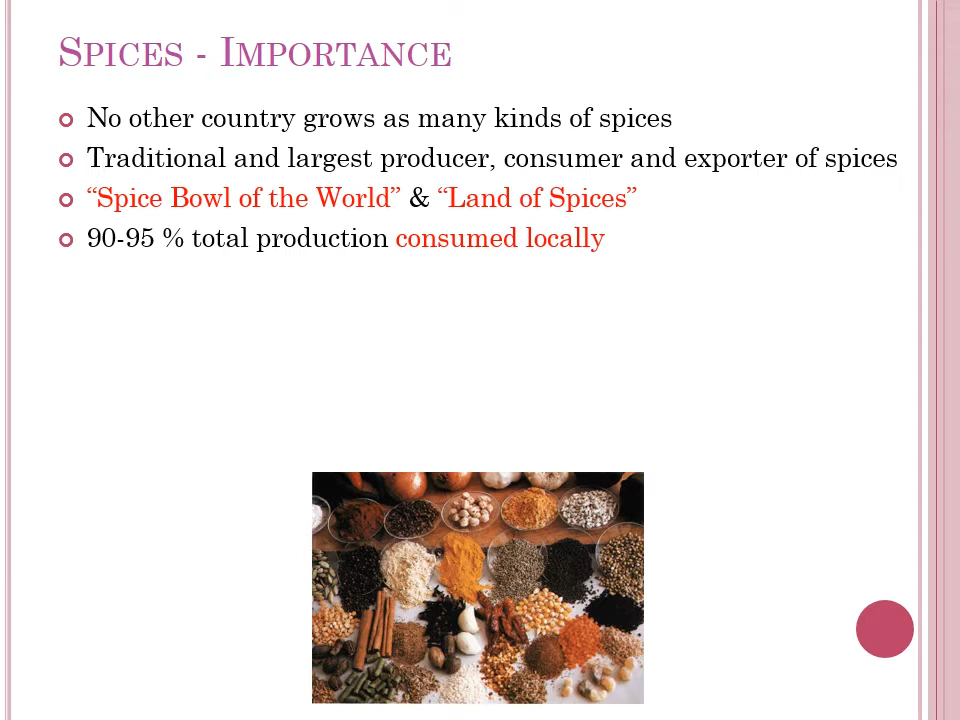 Spices - Importance
No other country grows as many kinds of spices
Traditional and largest producer, consumer and exporter of spices
“Spice Bowl of the World” & “Land of Spices”
90-95 % total production consumed locally